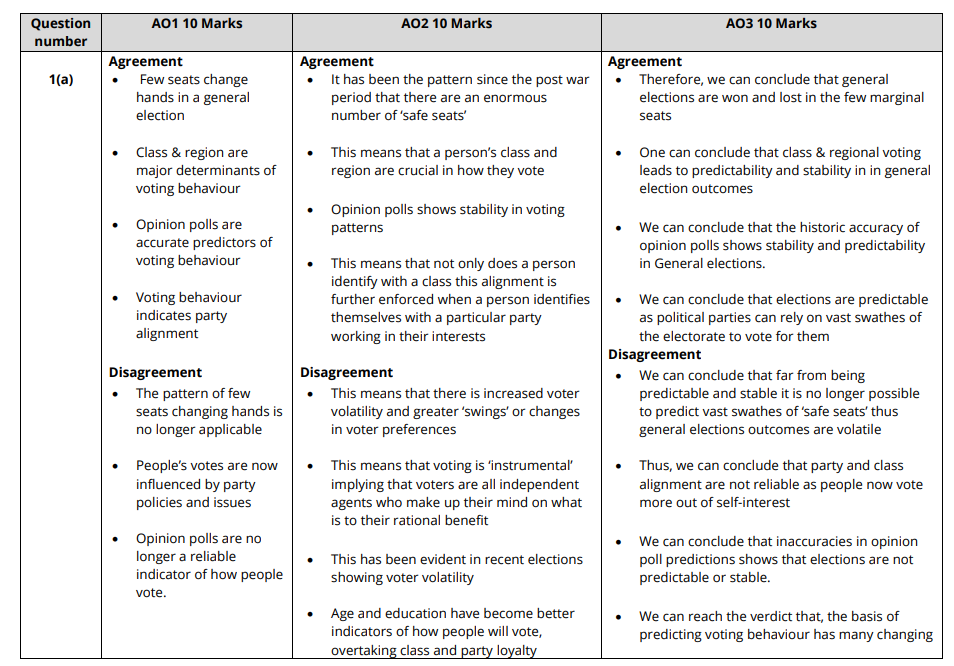 Question
number
AO1 10 Marks
AO2 10 Marks
AO3 10 Marks
1(a)
Agreement
• Few seats change
hands in a general
election
• Class & region are
major determinants of
voting behaviour
• Opinion polls are
accurate predictors of
voting behaviour
• Voting behaviour
indicates party
alignment
Disagreement
• The pattern of few
seats changing hands is
no longer applicable
• People's votes are now
influenced by party
policies and issues
• Opinion polls are no
longer a reliable
indicator of how people
vote.
Agreement
• It has been the pattern since the post war
period that there are an enormous
number of 'safe seats'
• This means that a person's class and
region are crucial in how they vote
• Opinion polls shows stability in voting
patterns
• This means that not only does a person
identify with a class this alignment is
further enforced when a person identifies
themselves with a particular party
working in their interests
Disagreement
• This means that there is increased voter
volatility and greater 'swings' or changes
in voter preferences
• This means that voting is 'instrumental'
implying that voters are all independent
agents who make up their mind on what
is to their rational benefit
• This has been evident in recent elections
showing voter volatility
• Age and education have become better
indicators of how people will vote,
overtaking class and party loyalty
Agreement
• Therefore, we can conclude that general
elections are won and lost in the few marginal
seats
• One can conclude that class & regional voting
leads to predictability and stability in in general
election outcomes
• We can conclude that the historic accuracy of
opinion polls shows stability and predictability
in General elections.
• We can conclude that elections are predictable
as political parties can rely on vast swathes of
the electorate to vote for them
Disagreement
• We can conclude that far from being
predictable and stable it is no longer possible
to predict vast swathes of 'safe seats' thus
general elections outcomes are volatile
• Thus, we can conclude that party and class
alignment are not reliable as people now vote
more out of self-interest
• We can conclude that inaccuracies in opinion
poll predictions shows that elections are not
predictable or stable.
• We can reach the verdict that, the basis of
predicting voting behaviour has many changing